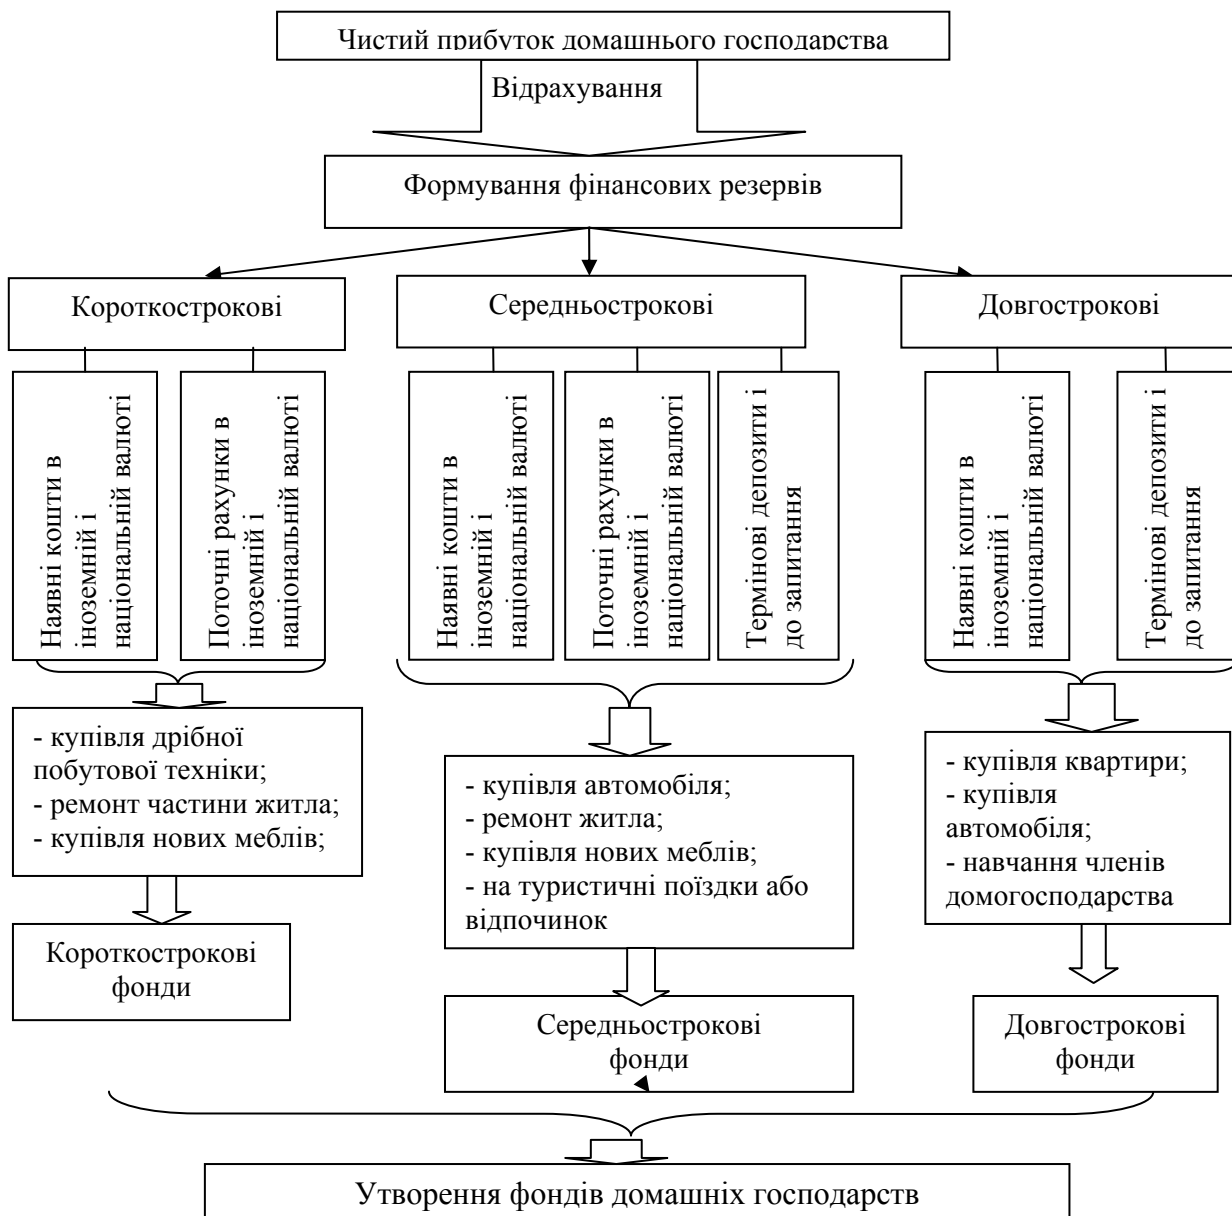 Чистий прибуток домашнього господарства
Відрахування
Формування фінансових резервів
Короткострокові
Середньострокові
Довгострокові
Наявні кошти в
іноземній і
національній валюті
Поточні рахунки в
іноземній і
національній валюті
Наявні кошти в
іноземній і
національній валюті
Поточні рахунки в
іноземній і
національній валюті
Термінові депозити і
до запитання
Наявні кошти в
іноземній і
національній валюті
Термінові депозити і
до запитання
- купівля дрібної
побутової техніки;
- ремонт частини житла;
- купівля нових меблів;
- купівля автомобіля;
- ремонт житла;
- купівля нових меблів;
- на туристичні поїздки або
відпочинок
- купівля квартири;
- купівля
автомобіля;
- навчання членів
домогосподарства
Короткострокові
фонди
Середньострокові
фонди
Довгострокові
фонди
Утворення фондів домашніх господарств